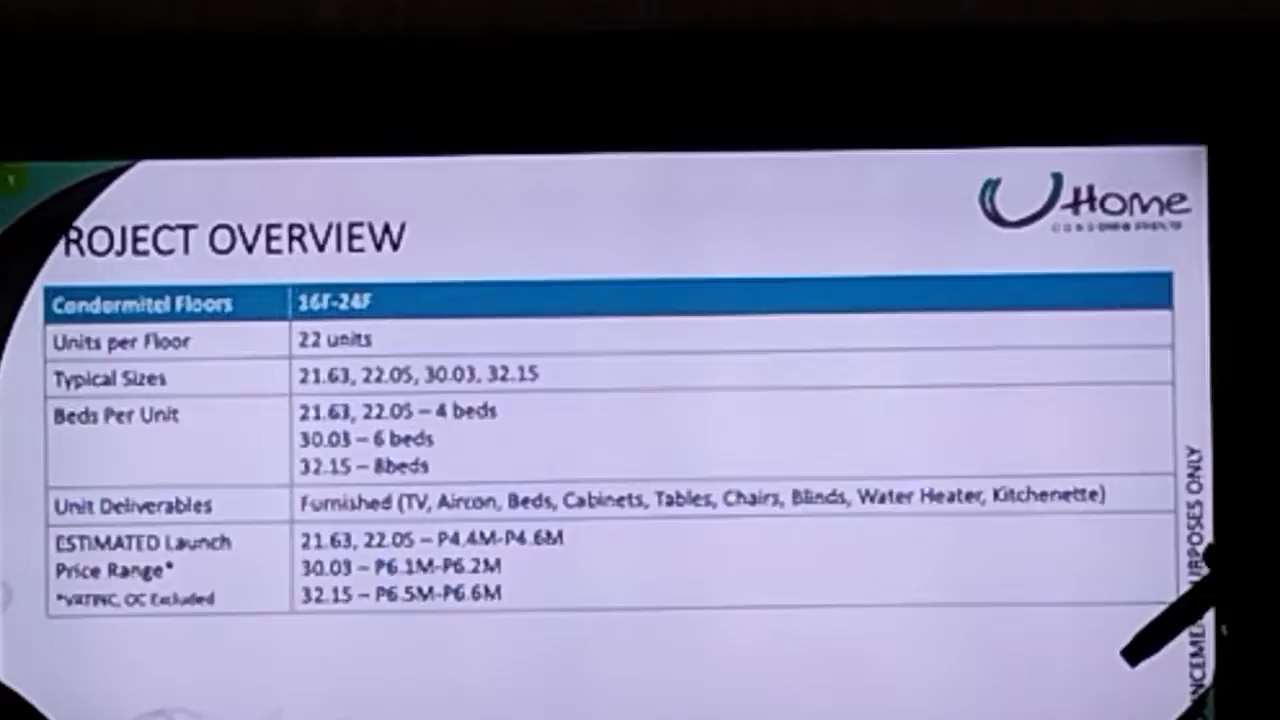 UHome
ROJECT OVERVIEW
Condormitel Floors 16F-24F
Units per Floor 22 units
Typical Sizes 21.63, 22.05, 30.03, 32.15
Beds Per Unit 21.63, 22.05 – 4 beds
30.03 – 6 beds
32.15 – 8beds
Unit Deliverables Furnished (TV, Aircon, Beds, Cabinets, Tables, Chairs, Blinds, Water Heater, Kitchenette)
ESTIMATED Launch 21.63, 22.05 – P4.4M-P4.6M
Price Range* 30.03 – P6.1M-P6.2M
*VATINC, OC Excluded 32.15 – P6.5M-P6.6M
URPOSES ONLY